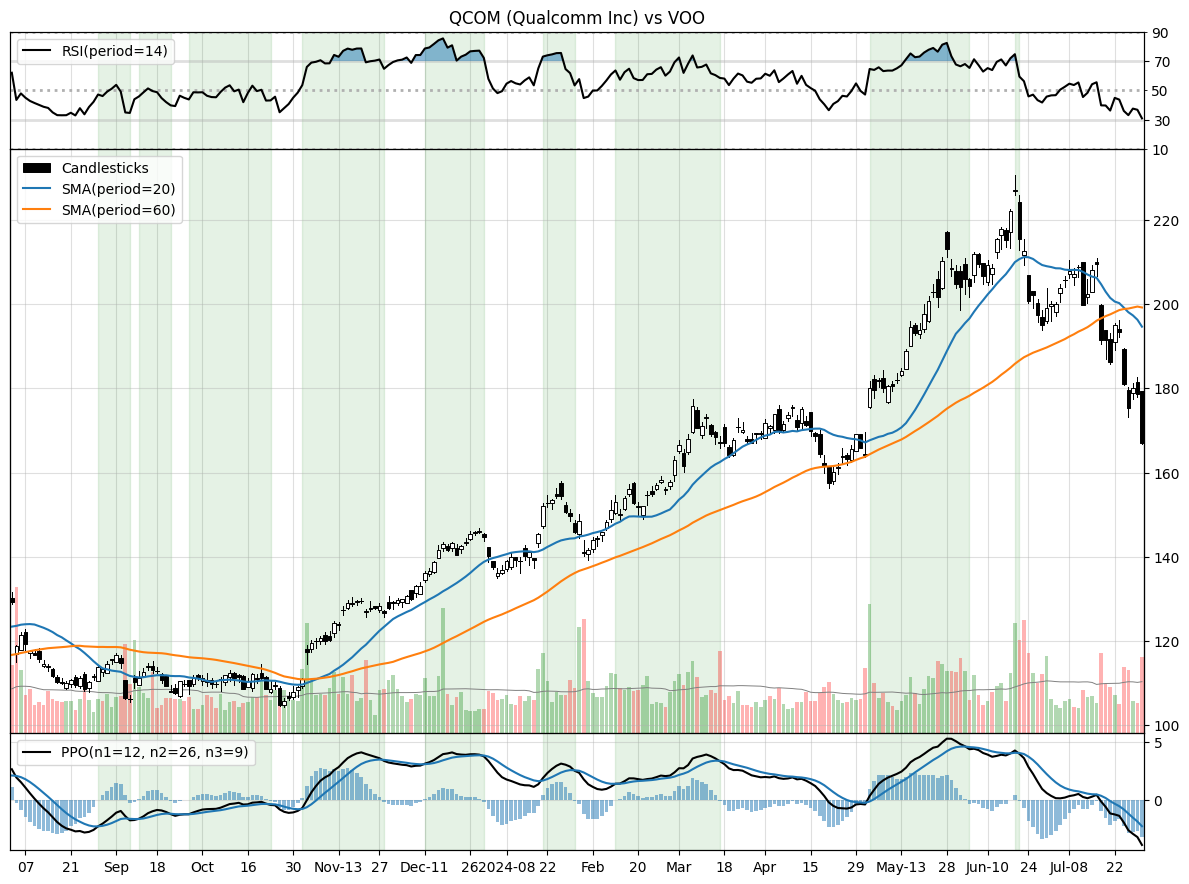 QCOM (Qualcomm Inc) vs VOO
RSI(period=14)
90
70
50
30
10
Candlesticks
SMA(period=20)
SMA(period=60)
220
200
180
160
140
120
100
PPO(n1=12, n2=26, n3=9)
5
0
07 21 Sep 18 Oct 16 30 Nov-13 27 Dec-11 26 2024-08 22 Feb 20 Mar 18 Apr 15 29 May-13 28 Jun-10 24 Jul-08 22